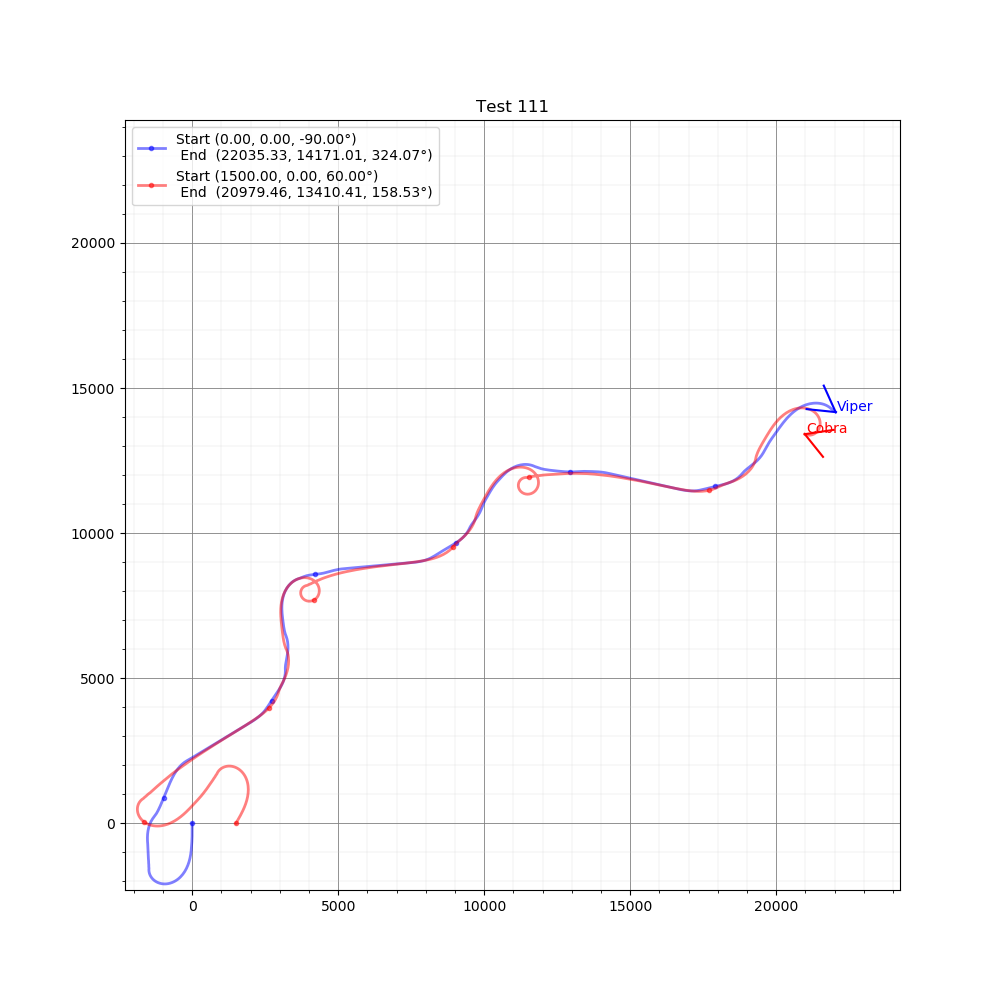 Test 111
Start (0.00, 0.00, -90.00°)
End (22035.33, 14171.01, 324.07°)
Start (1500.00, 0.00, 60.00°)
End (20979.46, 13410.41, 158.53°)
20000
15000
Viper
Cobra
10000
5000
0
0 5000 10000 15000 20000